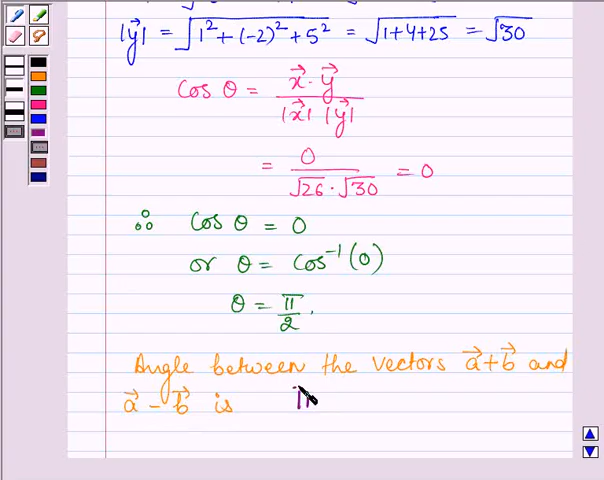 |y⃗| = √1² + (-2)² + 5² = √1+4+25 = √30
Cos θ = x⃗ · y⃗ / |x⃗| |y⃗|
= 0 / √26 · √30 = 0
∴ Cos θ = 0
or θ = Cos⁻¹(0)
θ = π/2 .
Angle between the vectors a⃗+b⃗ and
a⃗ - b⃗ is